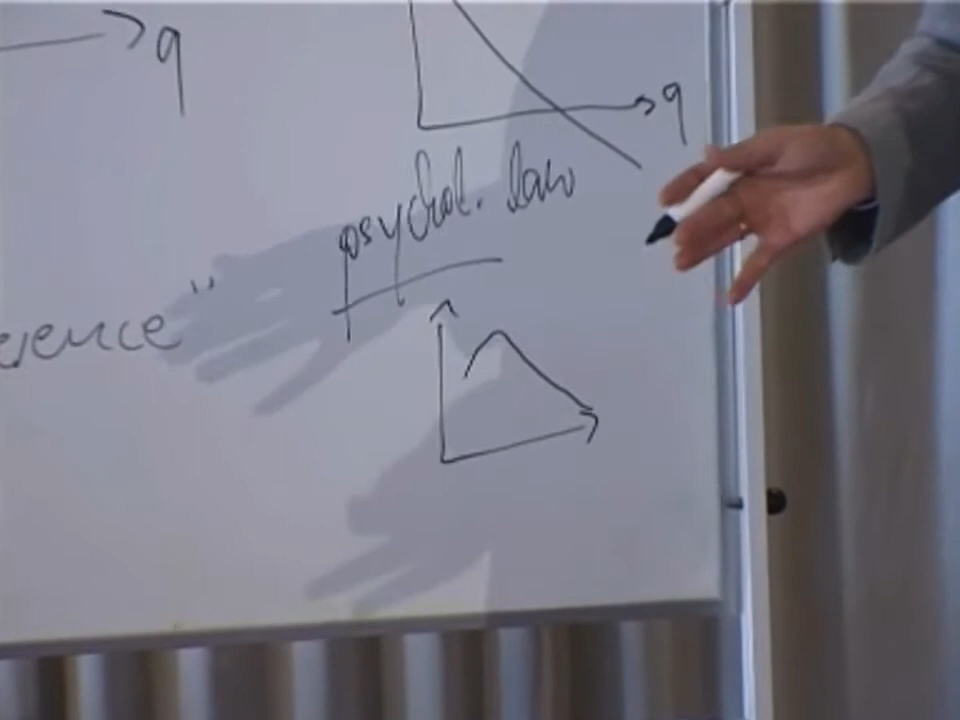 q
q
psychol. law
erence"